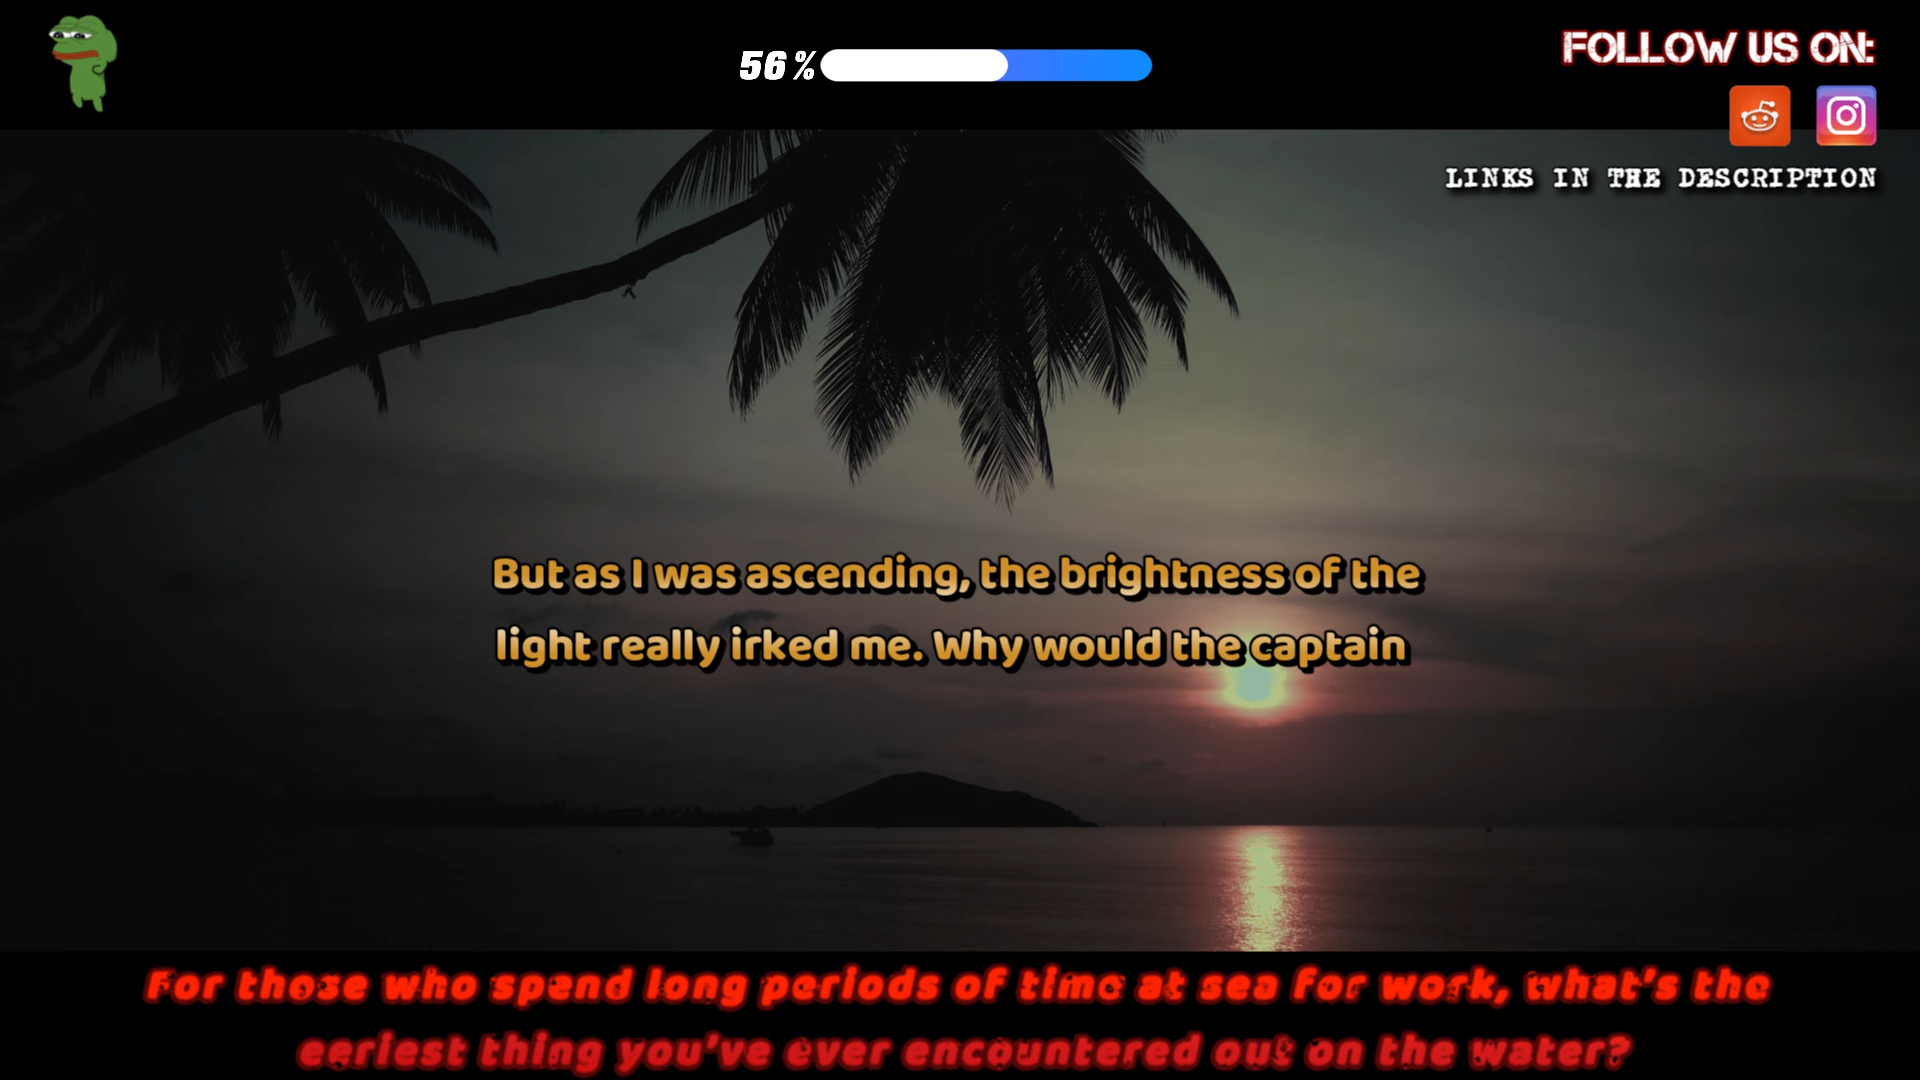 56%
FOLLOW US ON:
LINKS IN THE DESCRIPTION
But as I was ascending, the brightness of the
light really irked me. Why would the captain
For those who spend long periods of time at sea for work, what's the
eeriest thing you've ever encountered out on the water?